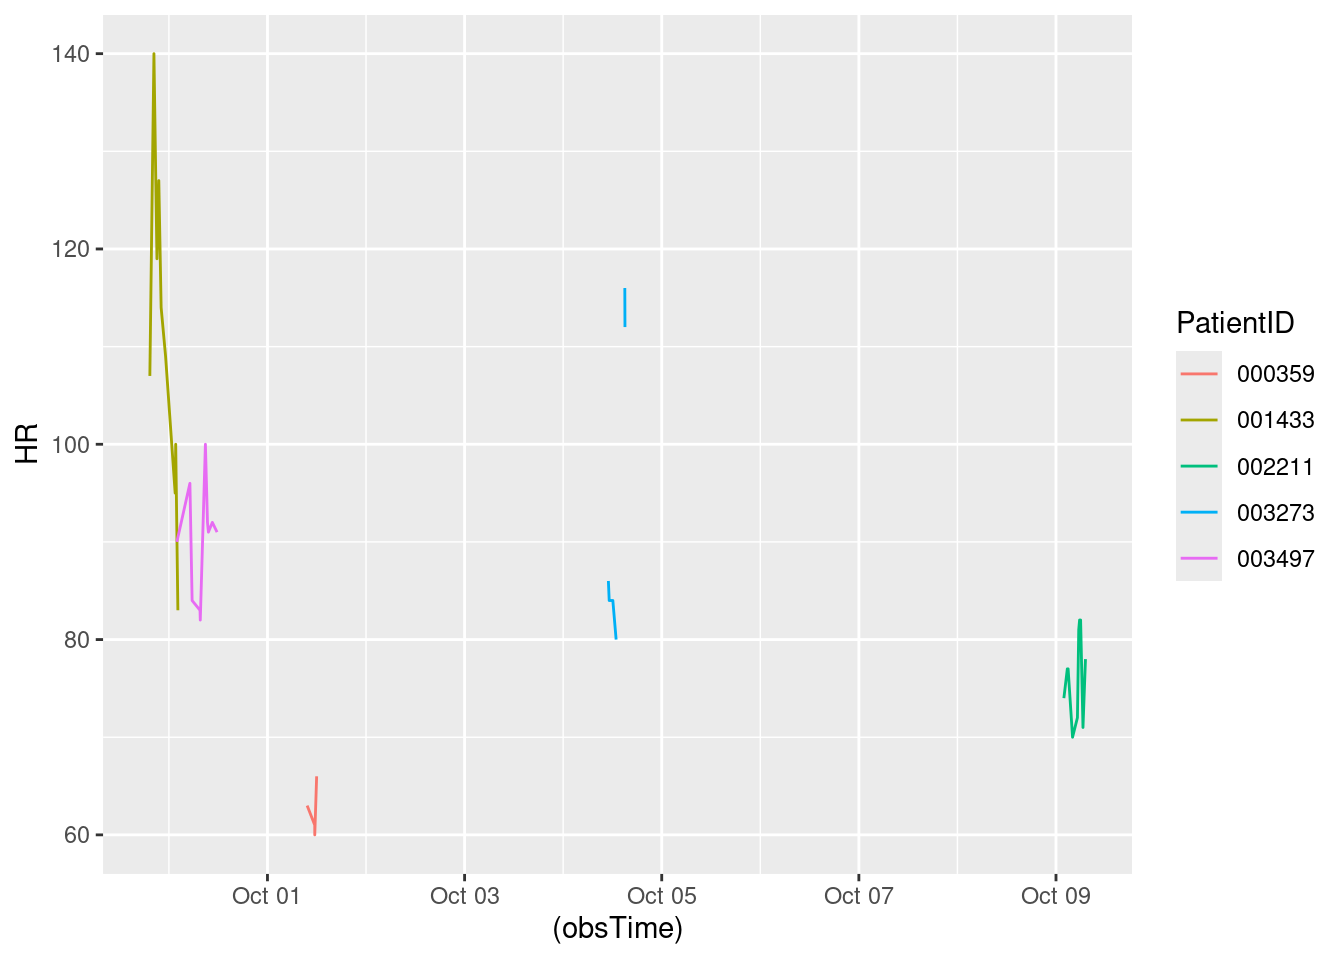 140
120
100
80
60
HR
Oct 01
Oct 03
Oct 05
Oct 07
Oct 09
(obsTime)
PatientID
000359
001433
002211
003273
003497